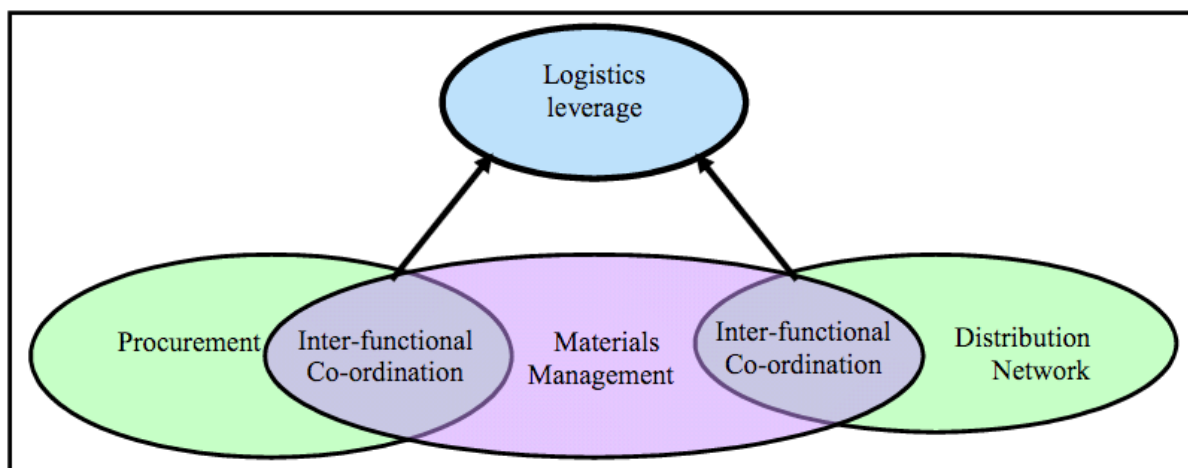 Logistics
leverage
Procurement
Inter-functional
Co-ordination
Materials
Management
Inter-functional
Co-ordination
Distribution
Network